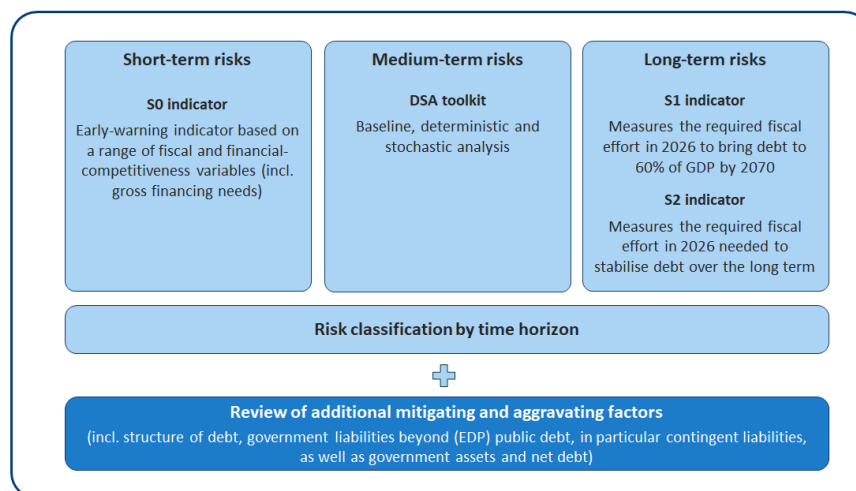 Short-term risks
S0 indicator
Early-warning indicator based on
a range of fiscal and financial-
competitiveness variables (incl.
gross financing needs)
Medium-term risks
DSA toolkit
Baseline, deterministic and
stochastic analysis
Long-term risks
S1 indicator
Measures the required fiscal
effort in 2026 to bring debt to
60% of GDP by 2070
S2 indicator
Measures the required fiscal
effort in 2026 needed to
stabilise debt over the long term
Risk classification by time horizon
Review of additional mitigating and aggravating factors
(incl. structure of debt, government liabilities beyond (EDP) public debt, in particular contingent liabilities,
as well as government assets and net debt)